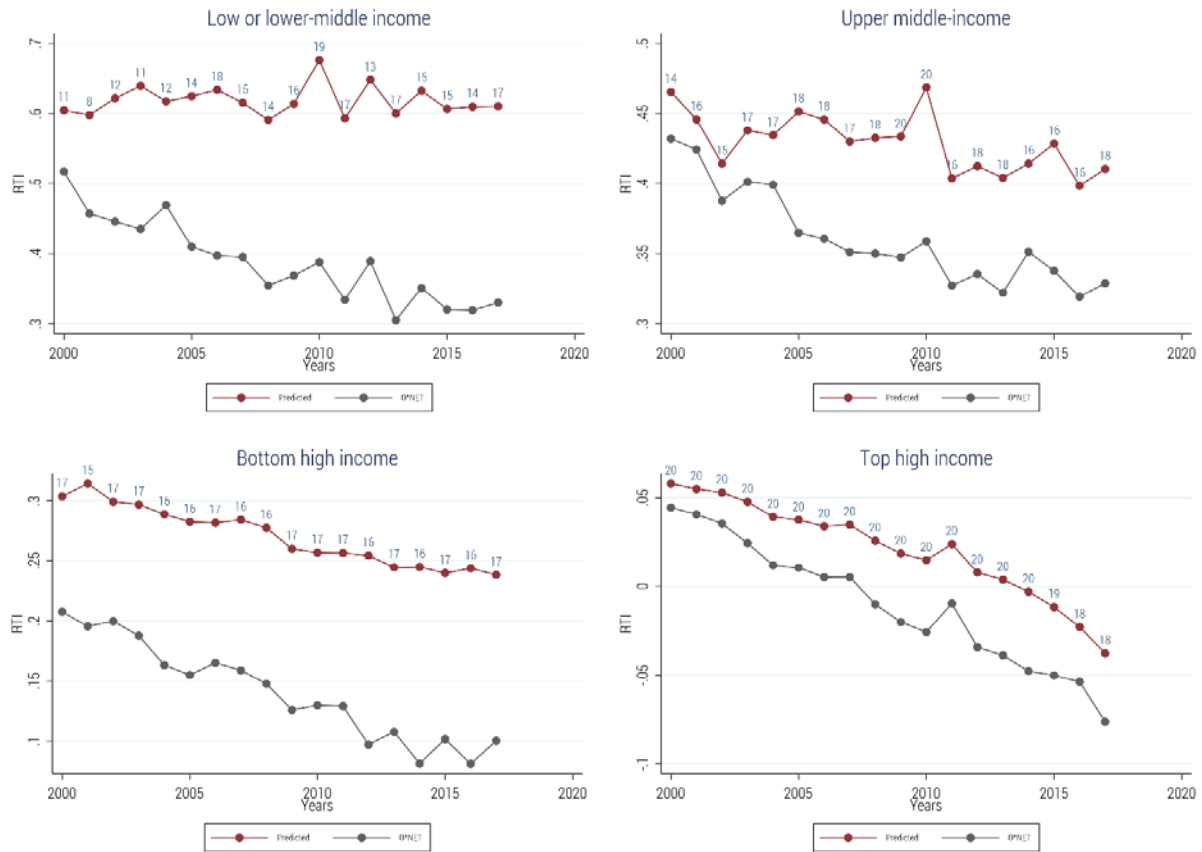 Low or lower-middle income
RTI
.7
.6
.5
.4
.3
11 8 12 11 12 14 18 15 14 16 19 17 13 17 15 15 14 17
2000 2005 2010 2015 2020
Years
Predicted O*NET
Upper middle-income
RTI
.5
.45
.4
.35
.3
14 16 15 17 17 18 18 17 18 20 20 16 18 18 16 16 16 18
2000 2005 2010 2015 2020
Years
Predicted O*NET
Bottom high income
RTI
.3
.25
.2
.15
.1
17 15 17 17 16 16 17 16 16 17 17 17 16 17 16 17 16 17
2000 2005 2010 2015 2020
Years
Predicted O*NET
Top high income
RTI
.05
0
-.05
-.1
20 20 20 20 20 20 20 20 20 20 20 20 20 20 20 19 18 18
2000 2005 2010 2015 2020
Years
Predicted O*NET